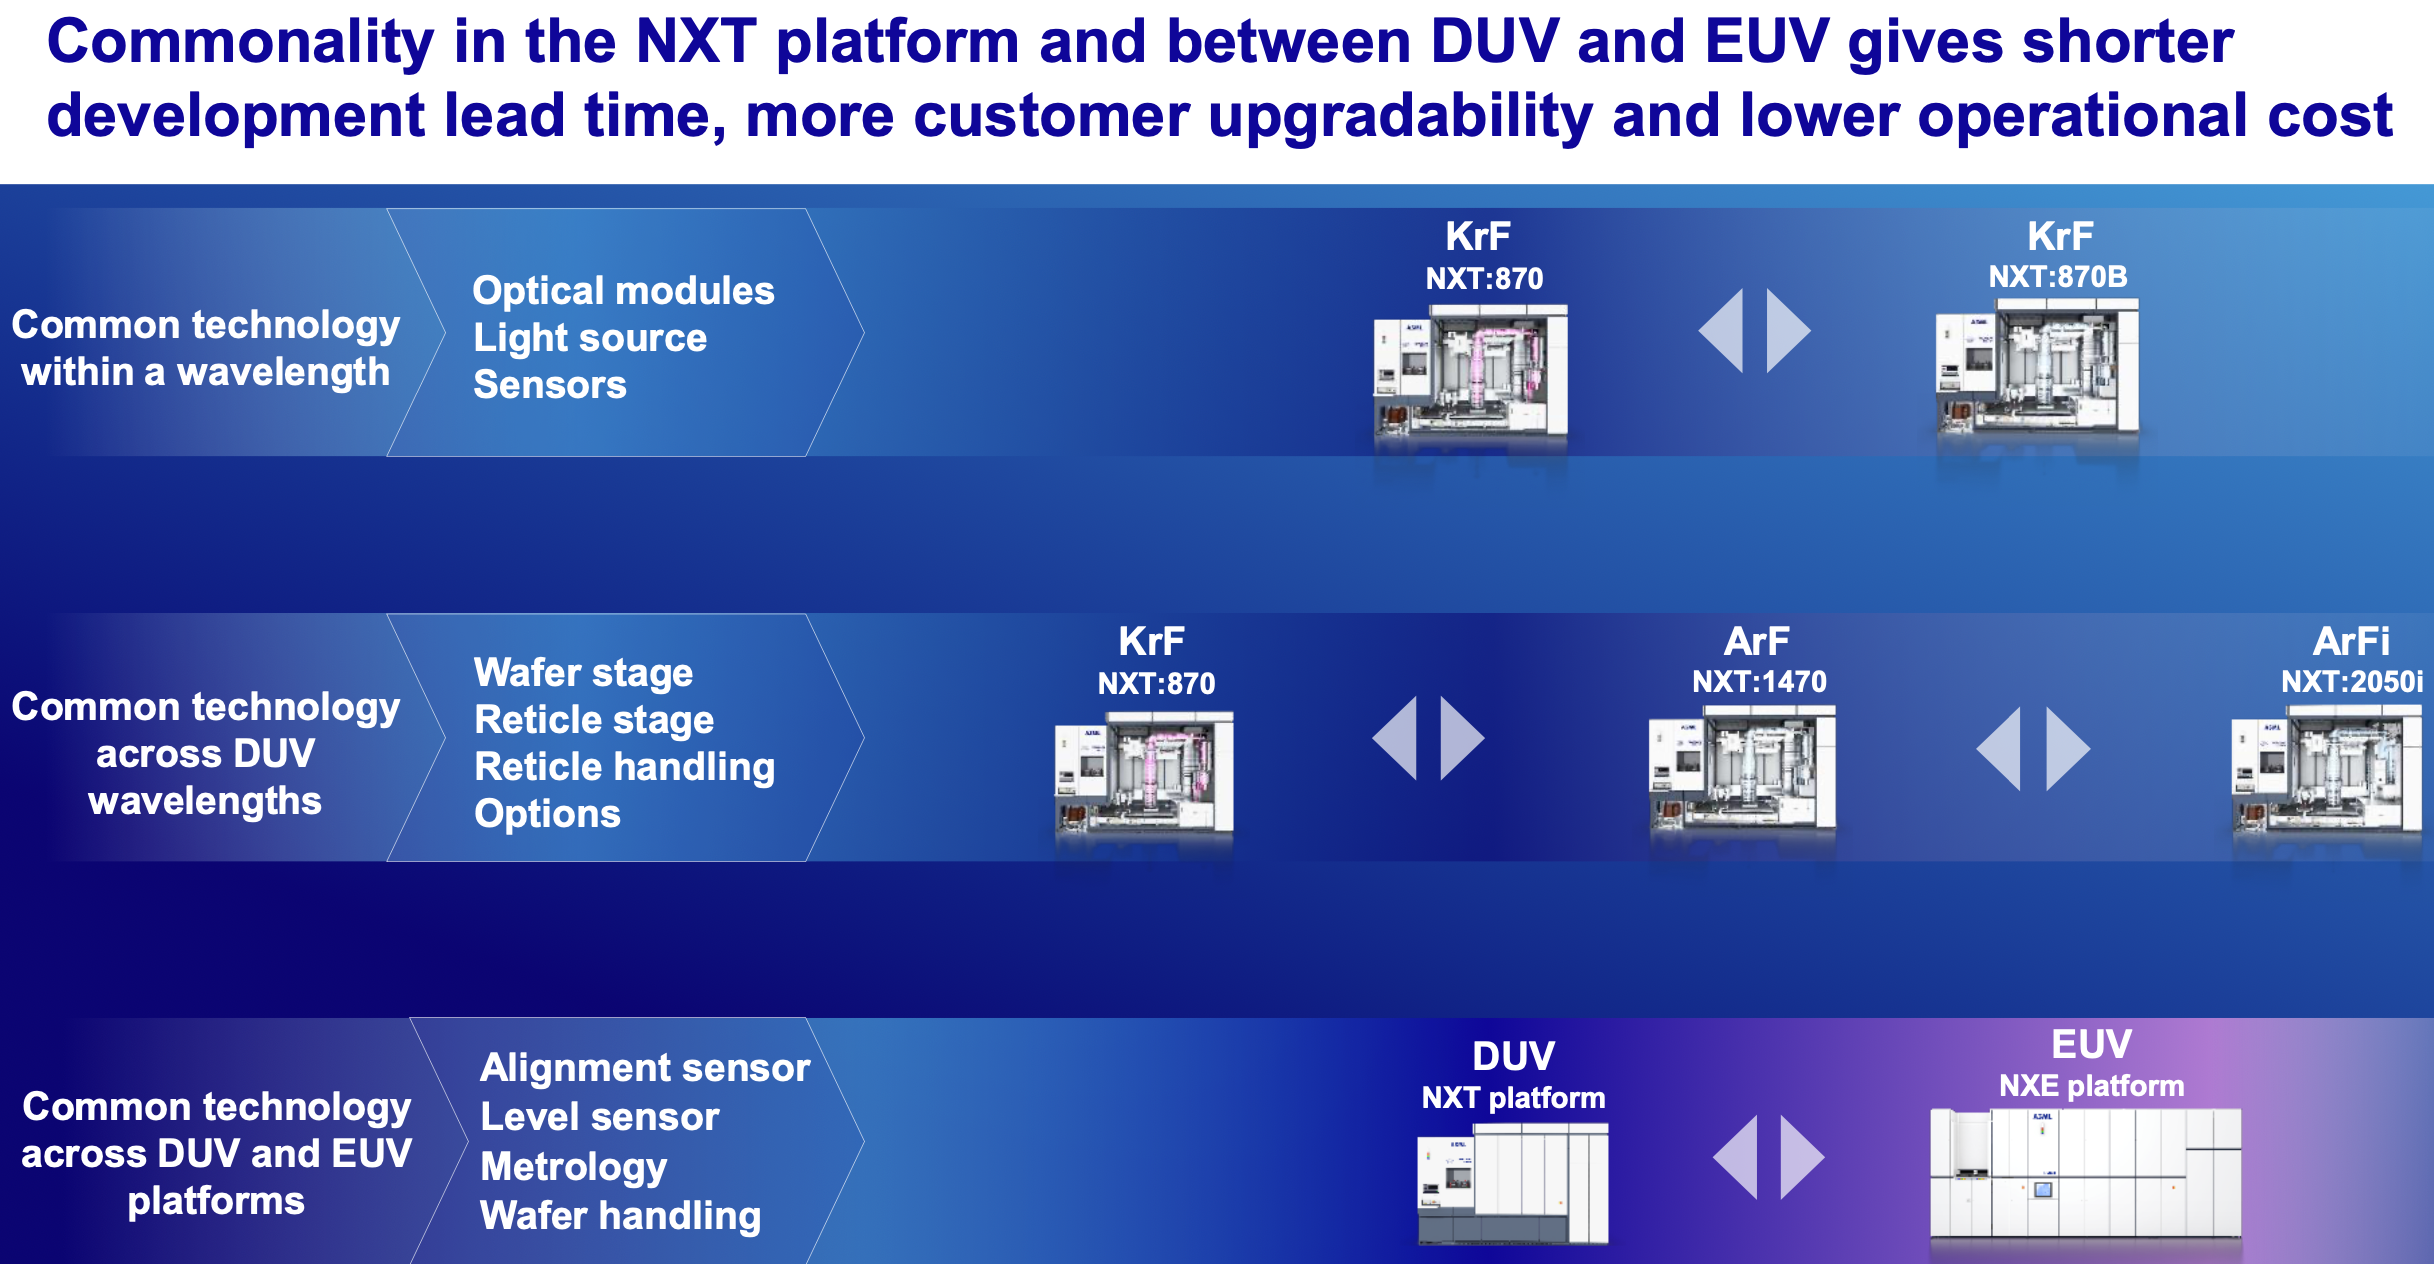 Commonality in the NXT platform and between DUV and EUV gives shorter
development lead time, more customer upgradability and lower operational cost
Common technology
within a wavelength
Optical modules
Light source
Sensors
KrF
NXT:870
KrF
NXT:870B
Common technology
across DUV
wavelengths
Wafer stage
Reticle stage
Reticle handling
Options
KrF
NXT:870
ArF
NXT:1470
ArFi
NXT:2050i
Common technology
across DUV and EUV
platforms
Alignment sensor
Level sensor
Metrology
Wafer handling
DUV
NXT platform
EUV
NXE platform
ASML